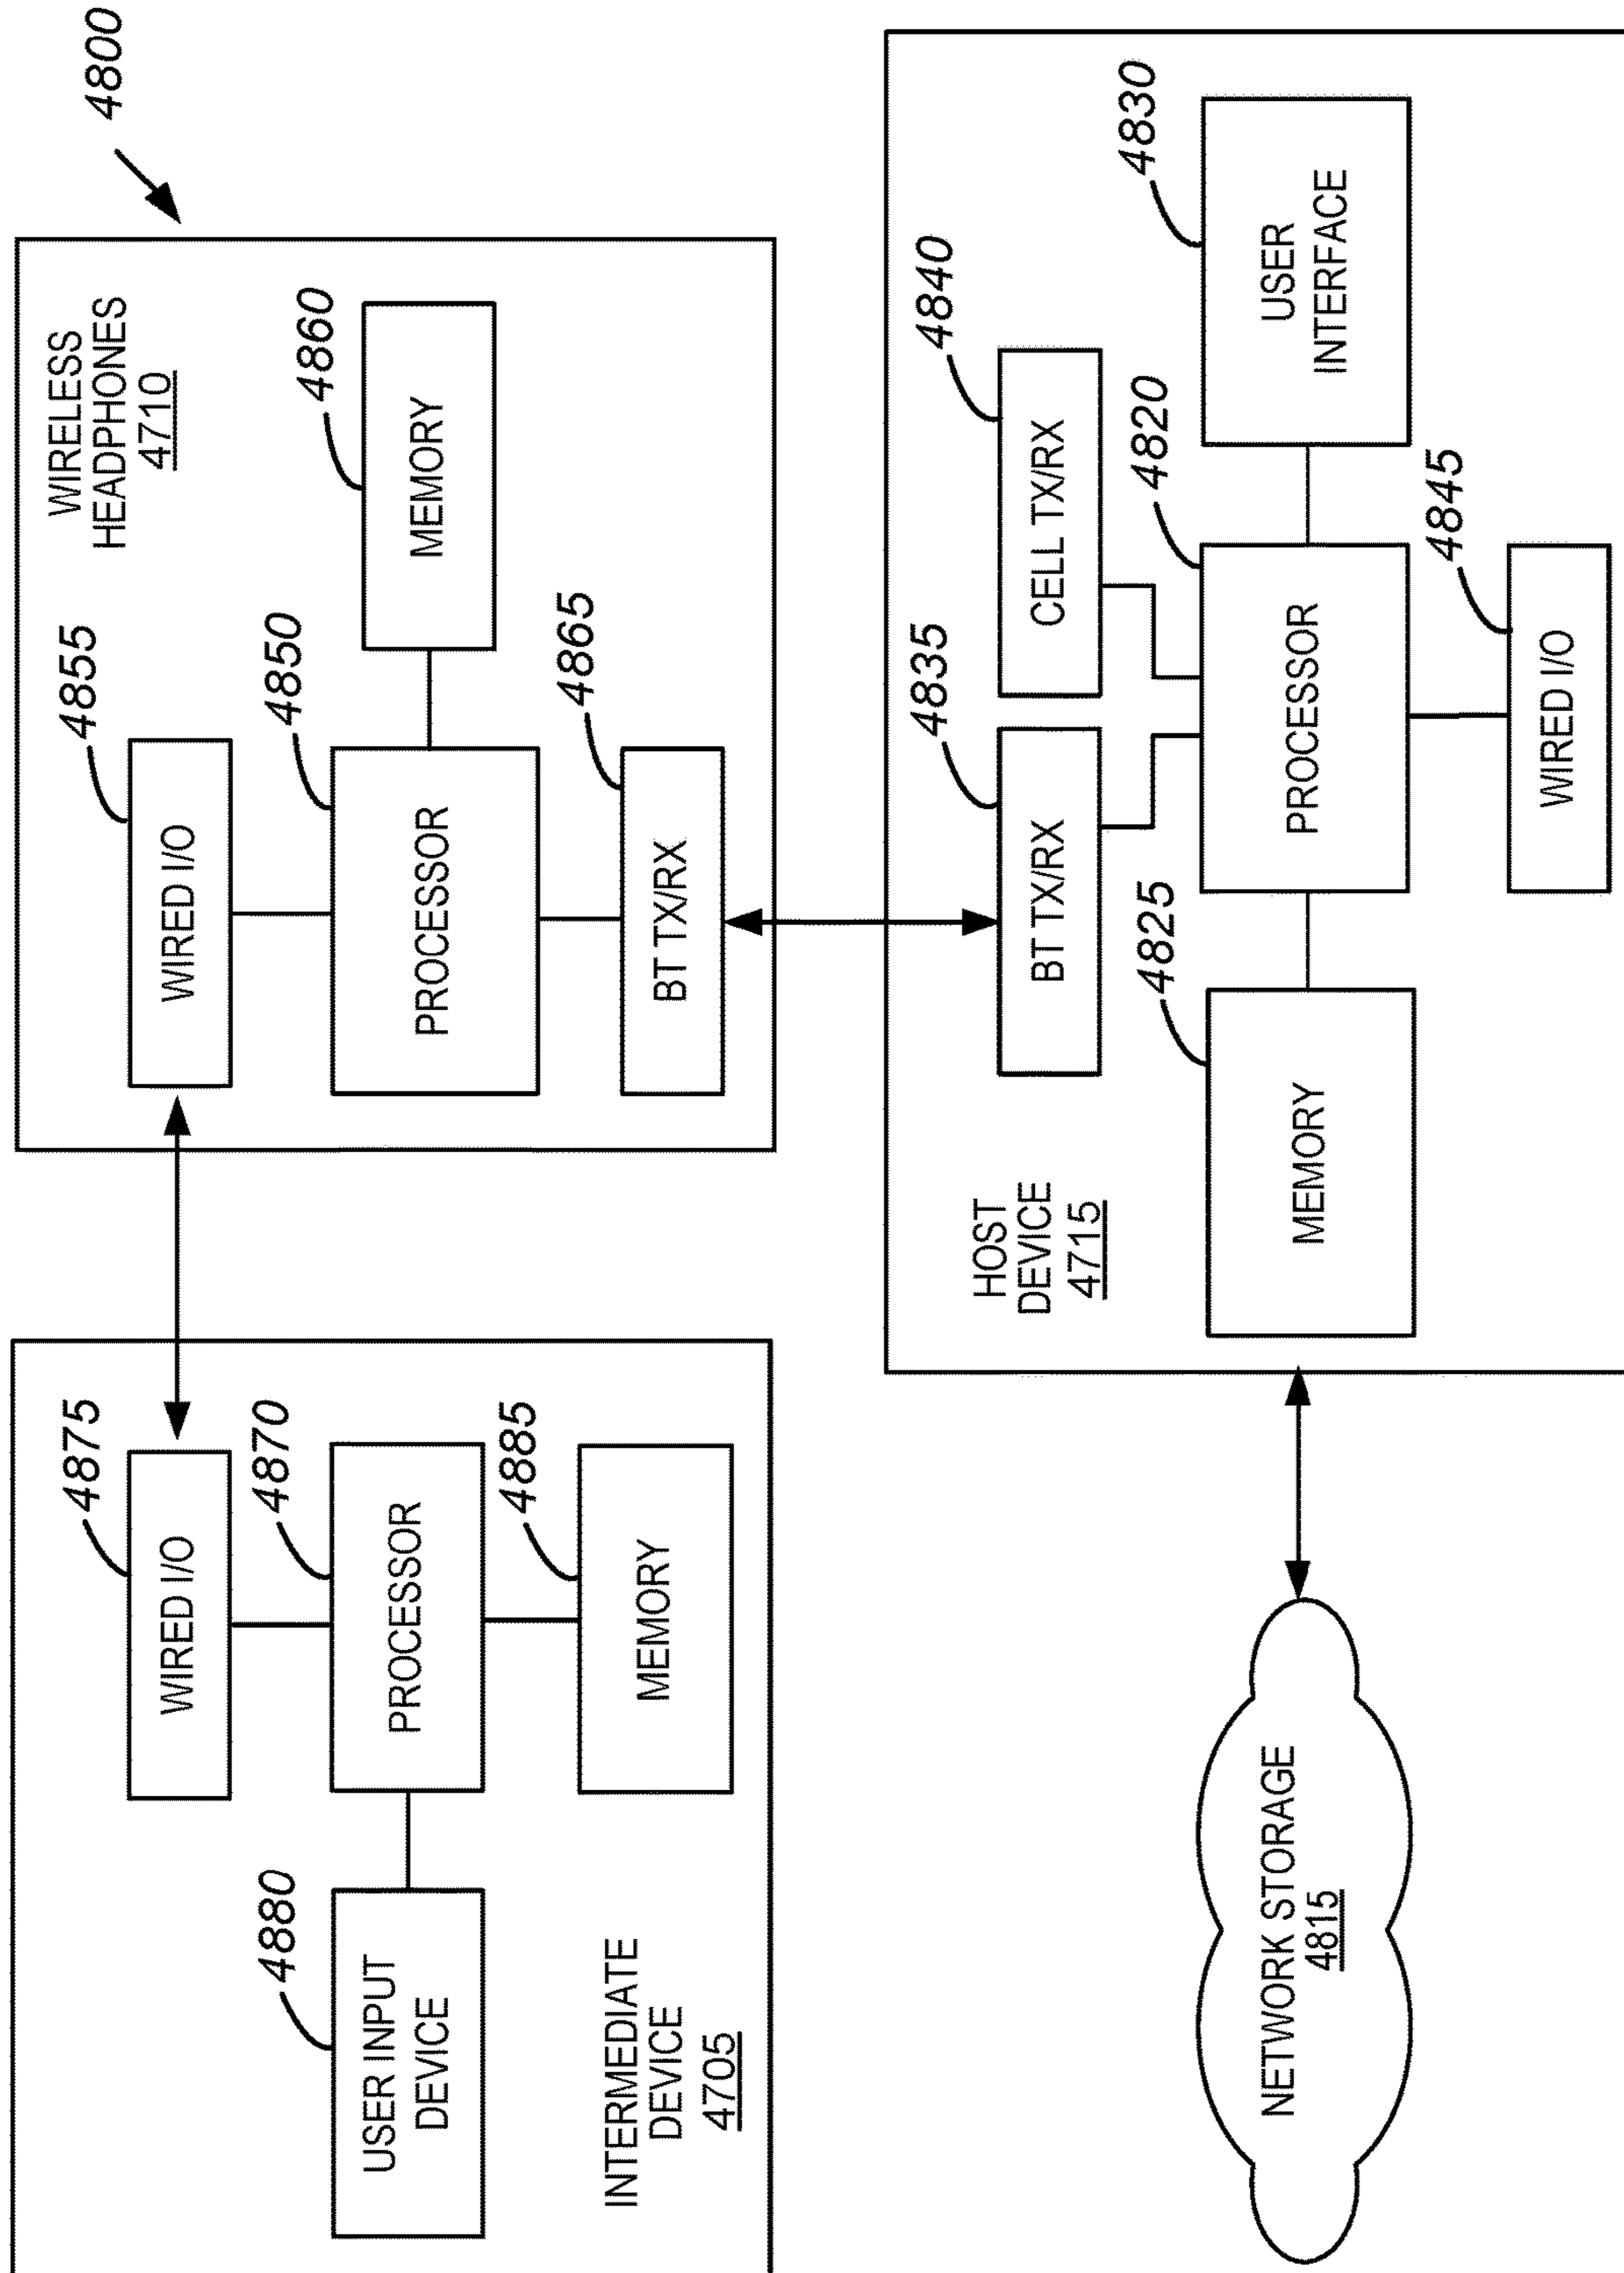 4800
WIRELESS
HEADPHONES
4710
4855
WIRED I/O
4850
PROCESSOR
4860
MEMORY
4865
BT TX/RX
4875
WIRED I/O
4870
PROCESSOR
4885
MEMORY
4880
USER INPUT
DEVICE
INTERMEDIATE
DEVICE
4705
HOST
DEVICE
4715
4835
BT TX/RX
4840
CELL TX/RX
4825
MEMORY
4820
PROCESSOR
4830
USER
INTERFACE
4845
WIRED I/O
NETWORK STORAGE
4815